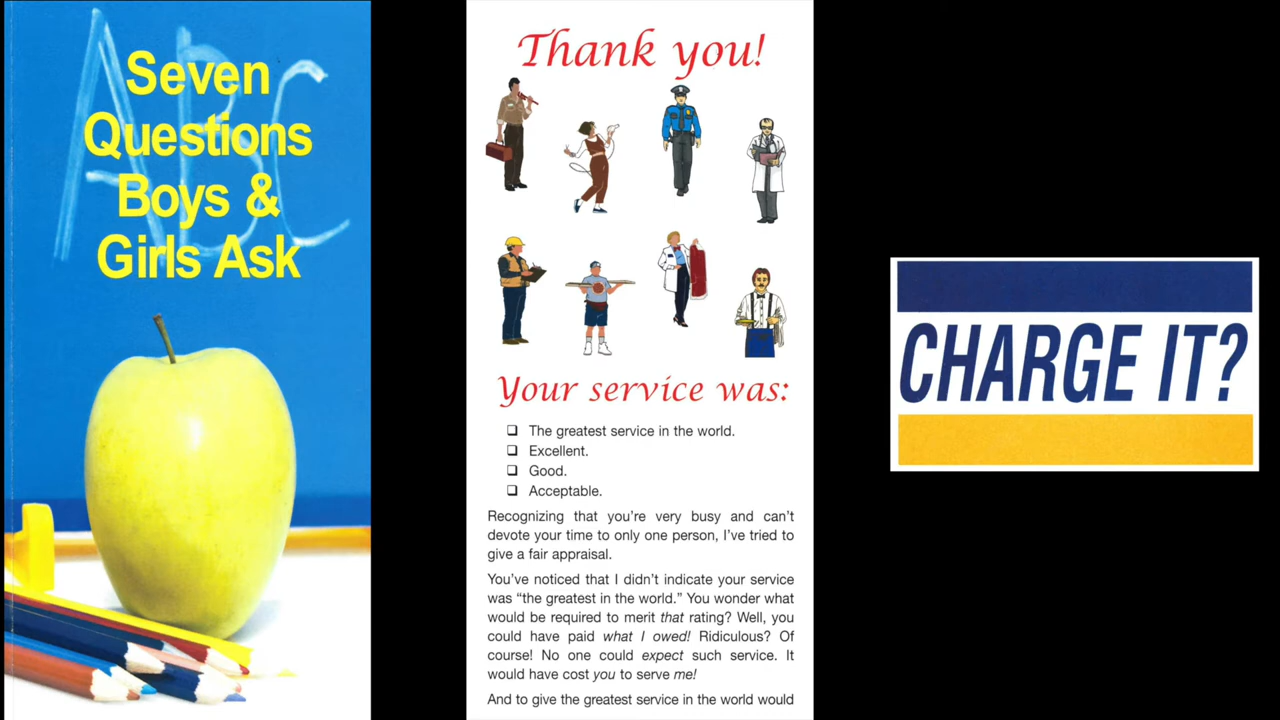 ABC
Seven
Questions
Boys &
Girls Ask
Thank you!
Your service was:
❑ The greatest service in the world.
❑ Excellent.
❑ Good.
❑ Acceptable.
Recognizing that you’re very busy and can’t
devote your time to only one person, I’ve tried to
give a fair appraisal.
You’ve noticed that I didn’t indicate your service
was “the greatest in the world.” You wonder what
would be required to merit that rating? Well, you
could have paid what I owed! Ridiculous? Of
course! No one could expect such service. It
would have cost you to serve me!
And to give the greatest service in the world would
CHARGE IT?